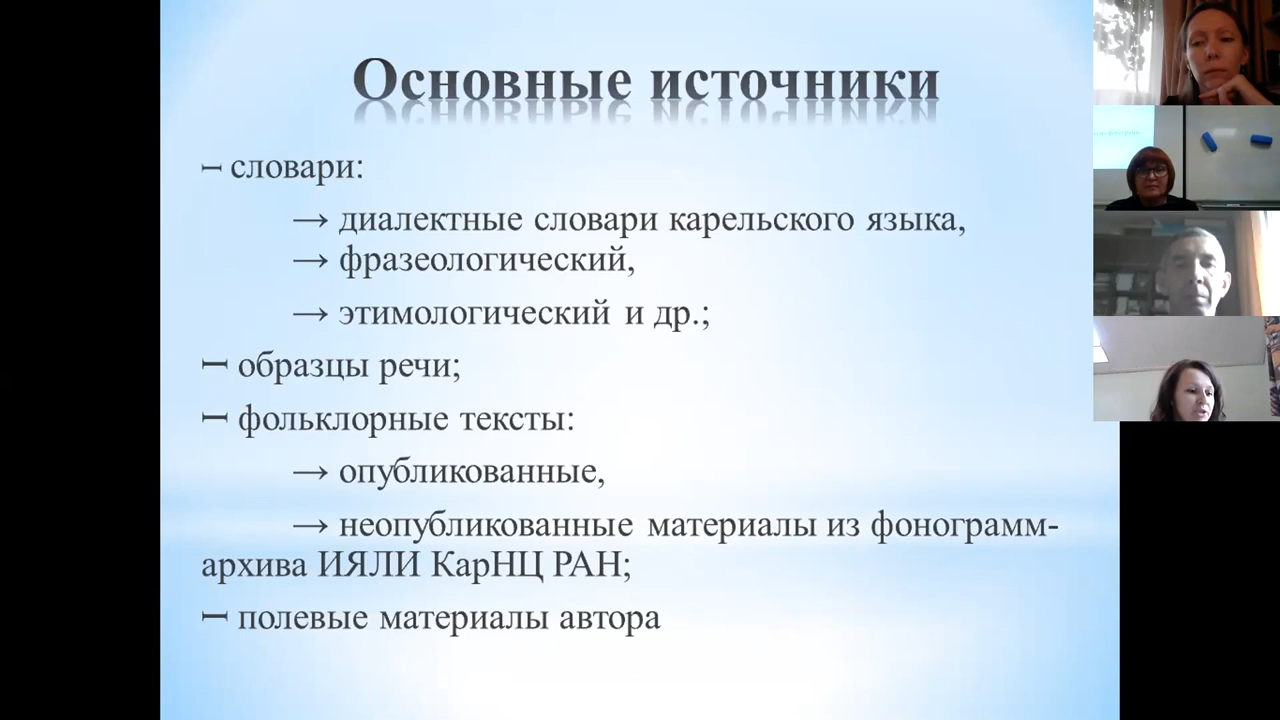 Основные источники
– словари:
→ диалектные словари карельского языка,
→ фразеологический,
→ этимологический и др.;
– образцы речи;
– фольклорные тексты:
→ опубликованные,
→ неопубликованные материалы из фонограмм-
архива ИЯЛИ КарНЦ РАН;
– полевые материалы автора